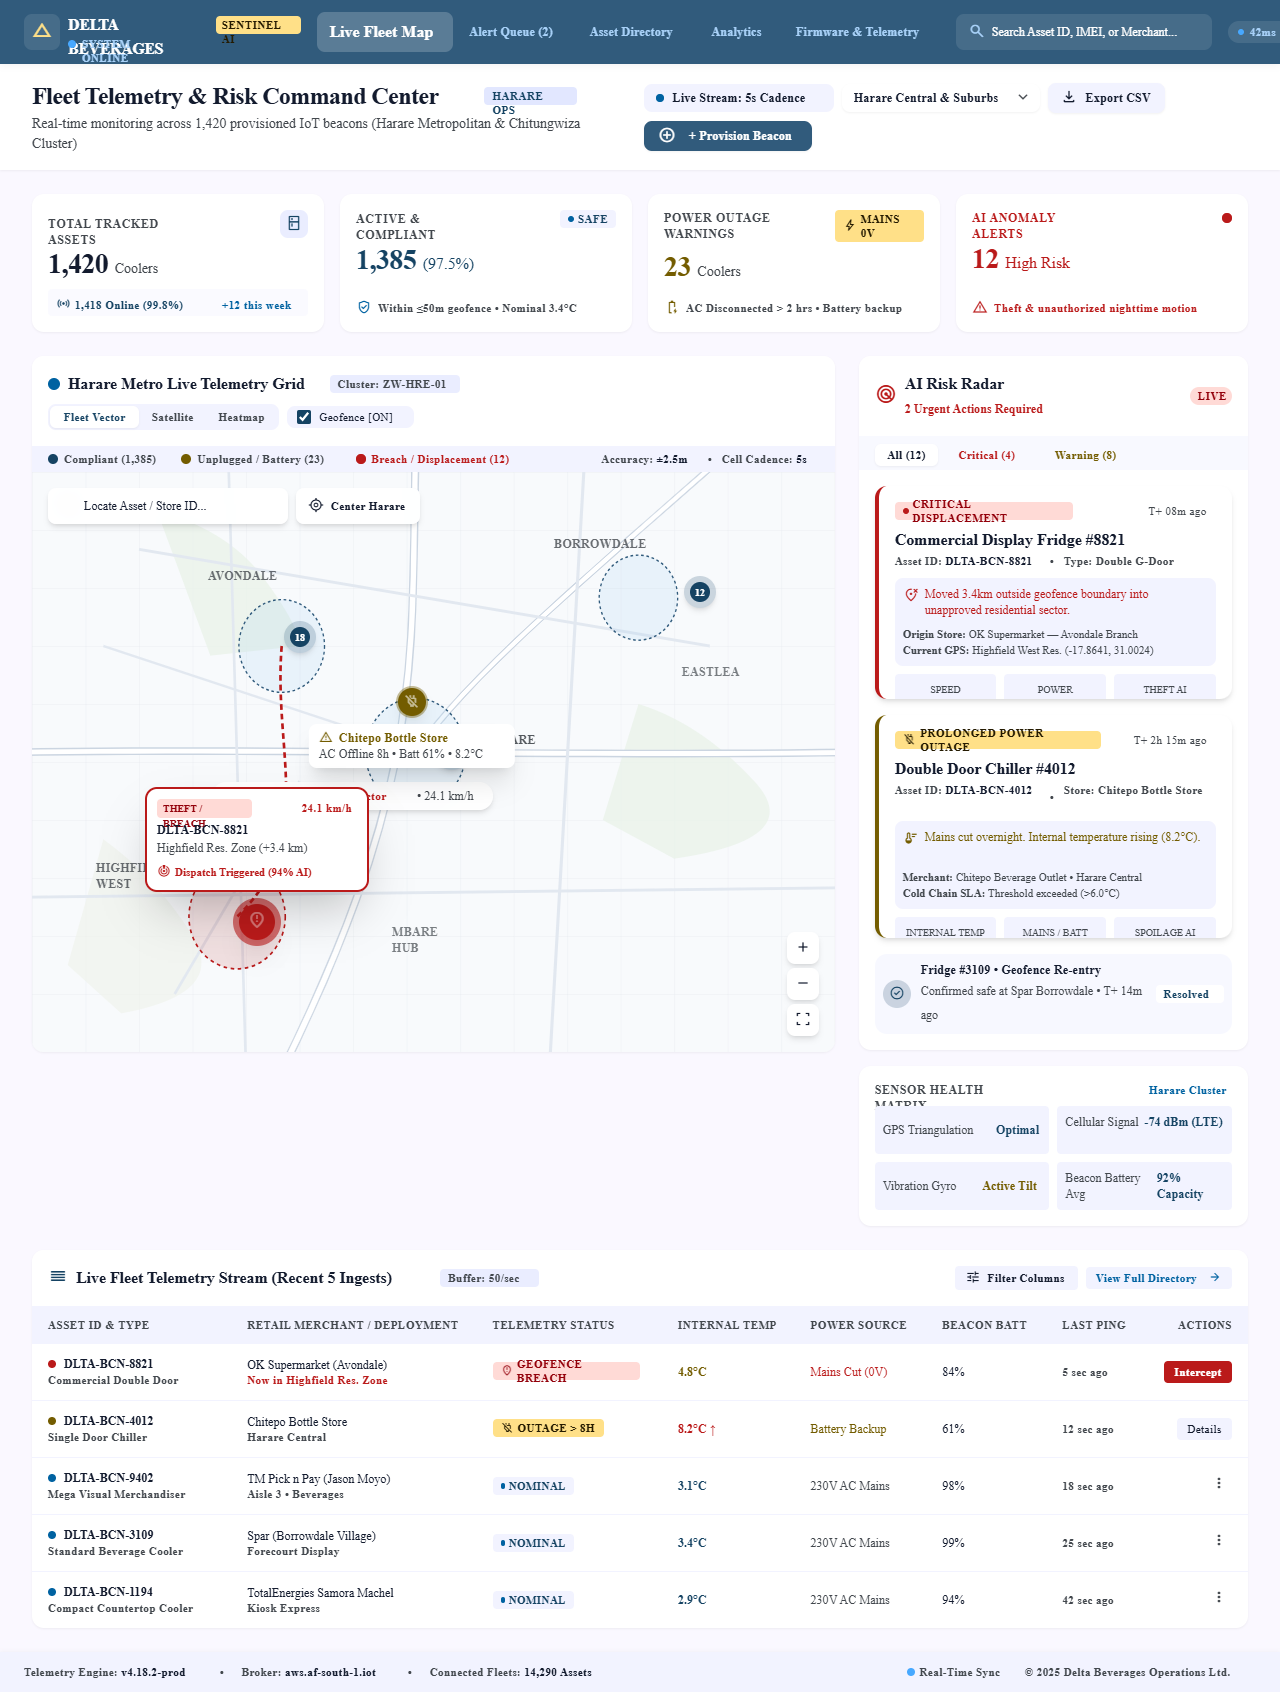 DELTA
BEVERAGES
SYSTEM
ONLINE
SENTINEL
AI
Live Fleet Map
Alert Queue (2)
Asset Directory
Analytics
Firmware & Telemetry
Search Asset ID, IMEI, or Merchant...
42ms
Fleet Telemetry & Risk Command Center
HARARE
OPS
Real-time monitoring across 1,420 provisioned IoT beacons (Harare Metropolitan & Chitungwiza
Cluster)
Live Stream: 5s Cadence
Harare Central & Suburbs
Export CSV
+ Provision Beacon
TOTAL TRACKED
ASSETS
1,420 Coolers
1,418 Online (99.8%)
+12 this week
ACTIVE &
COMPLIANT
SAFE
1,385 (97.5%)
Within ≤50m geofence • Nominal 3.4°C
POWER OUTAGE
WARNINGS
MAINS
0V
23 Coolers
AC Disconnected > 2 hrs • Battery backup
AI ANOMALY
ALERTS
12 High Risk
Theft & unauthorized nighttime motion
Harare Metro Live Telemetry Grid
Cluster: ZW-HRE-01
Fleet Vector
Satellite
Heatmap
Geofence [ON]
Compliant (1,385)
Unplugged / Battery (23)
Breach / Displacement (12)
Accuracy: ±2.5m
• Cell Cadence: 5s
Locate Asset / Store ID...
Center Harare
BORROWDALE
AVONDALE
12
18
EASTLEA
Chitepo Bottle Store
AC Offline 8h • Batt 61% • 8.2°C
• 24.1 km/h
THEFT /
BREACH
24.1 km/h
DLTA-BCN-8821
Highfield Res. Zone (+3.4 km)
Dispatch Triggered (94% AI)
WEST
MBARE
HUB
+
−
AI Risk Radar
2 Urgent Actions Required
LIVE
All (12)
Critical (4)
Warning (8)
CRITICAL
DISPLACEMENT
T+ 08m ago
Commercial Display Fridge #8821
Asset ID: DLTA-BCN-8821
• Type: Double G-Door
Moved 3.4km outside geofence boundary into
unapproved residential sector.
Origin Store: OK Supermarket — Avondale Branch
Current GPS: Highfield West Res. (-17.8641, 31.0024)
SPEED
POWER
THEFT AI
PROLONGED POWER
OUTAGE
T+ 2h 15m ago
Double Door Chiller #4012
Asset ID: DLTA-BCN-4012
• Store: Chitepo Bottle Store
Mains cut overnight. Internal temperature rising (8.2°C).
Merchant: Chitepo Beverage Outlet • Harare Central
Cold Chain SLA: Threshold exceeded (>6.0°C)
INTERNAL TEMP
MAINS / BATT
SPOILAGE AI
Fridge #3109 • Geofence Re-entry
Confirmed safe at Spar Borrowdale • T+ 14m
ago
Resolved
SENSOR HEALTH
MATRIX
Harare Cluster
GPS Triangulation
Optimal
Cellular Signal
-74 dBm (LTE)
Vibration Gyro
Active Tilt
Beacon Battery
Avg
92%
Capacity
Live Fleet Telemetry Stream (Recent 5 Ingests)
Buffer: 50/sec
Filter Columns
View Full Directory
ASSET ID & TYPE
RETAIL MERCHANT / DEPLOYMENT
TELEMETRY STATUS
INTERNAL TEMP
POWER SOURCE
BEACON BATT
LAST PING
ACTIONS
DLTA-BCN-8821
Commercial Double Door
OK Supermarket (Avondale)
Now in Highfield Res. Zone
GEOFENCE
BREACH
4.8°C
Mains Cut (0V)
84%
5 sec ago
Intercept
DLTA-BCN-4012
Single Door Chiller
Chitepo Bottle Store
Harare Central
OUTAGE > 8H
8.2°C ↑
Battery Backup
61%
12 sec ago
Details
DLTA-BCN-9402
Mega Visual Merchandiser
TM Pick n Pay (Jason Moyo)
Aisle 3 • Beverages
NOMINAL
3.1°C
230V AC Mains
98%
18 sec ago
DLTA-BCN-3109
Standard Beverage Cooler
Spar (Borrowdale Village)
Forecourt Display
NOMINAL
3.4°C
230V AC Mains
99%
25 sec ago
DLTA-BCN-1194
Compact Countertop Cooler
TotalEnergies Samora Machel
Kiosk Express
NOMINAL
2.9°C
230V AC Mains
94%
42 sec ago
Telemetry Engine: v4.18.2-prod
• Broker: aws.af-south-1.iot
• Connected Fleets: 14,290 Assets
Real-Time Sync
© 2025 Delta Beverages Operations Ltd.